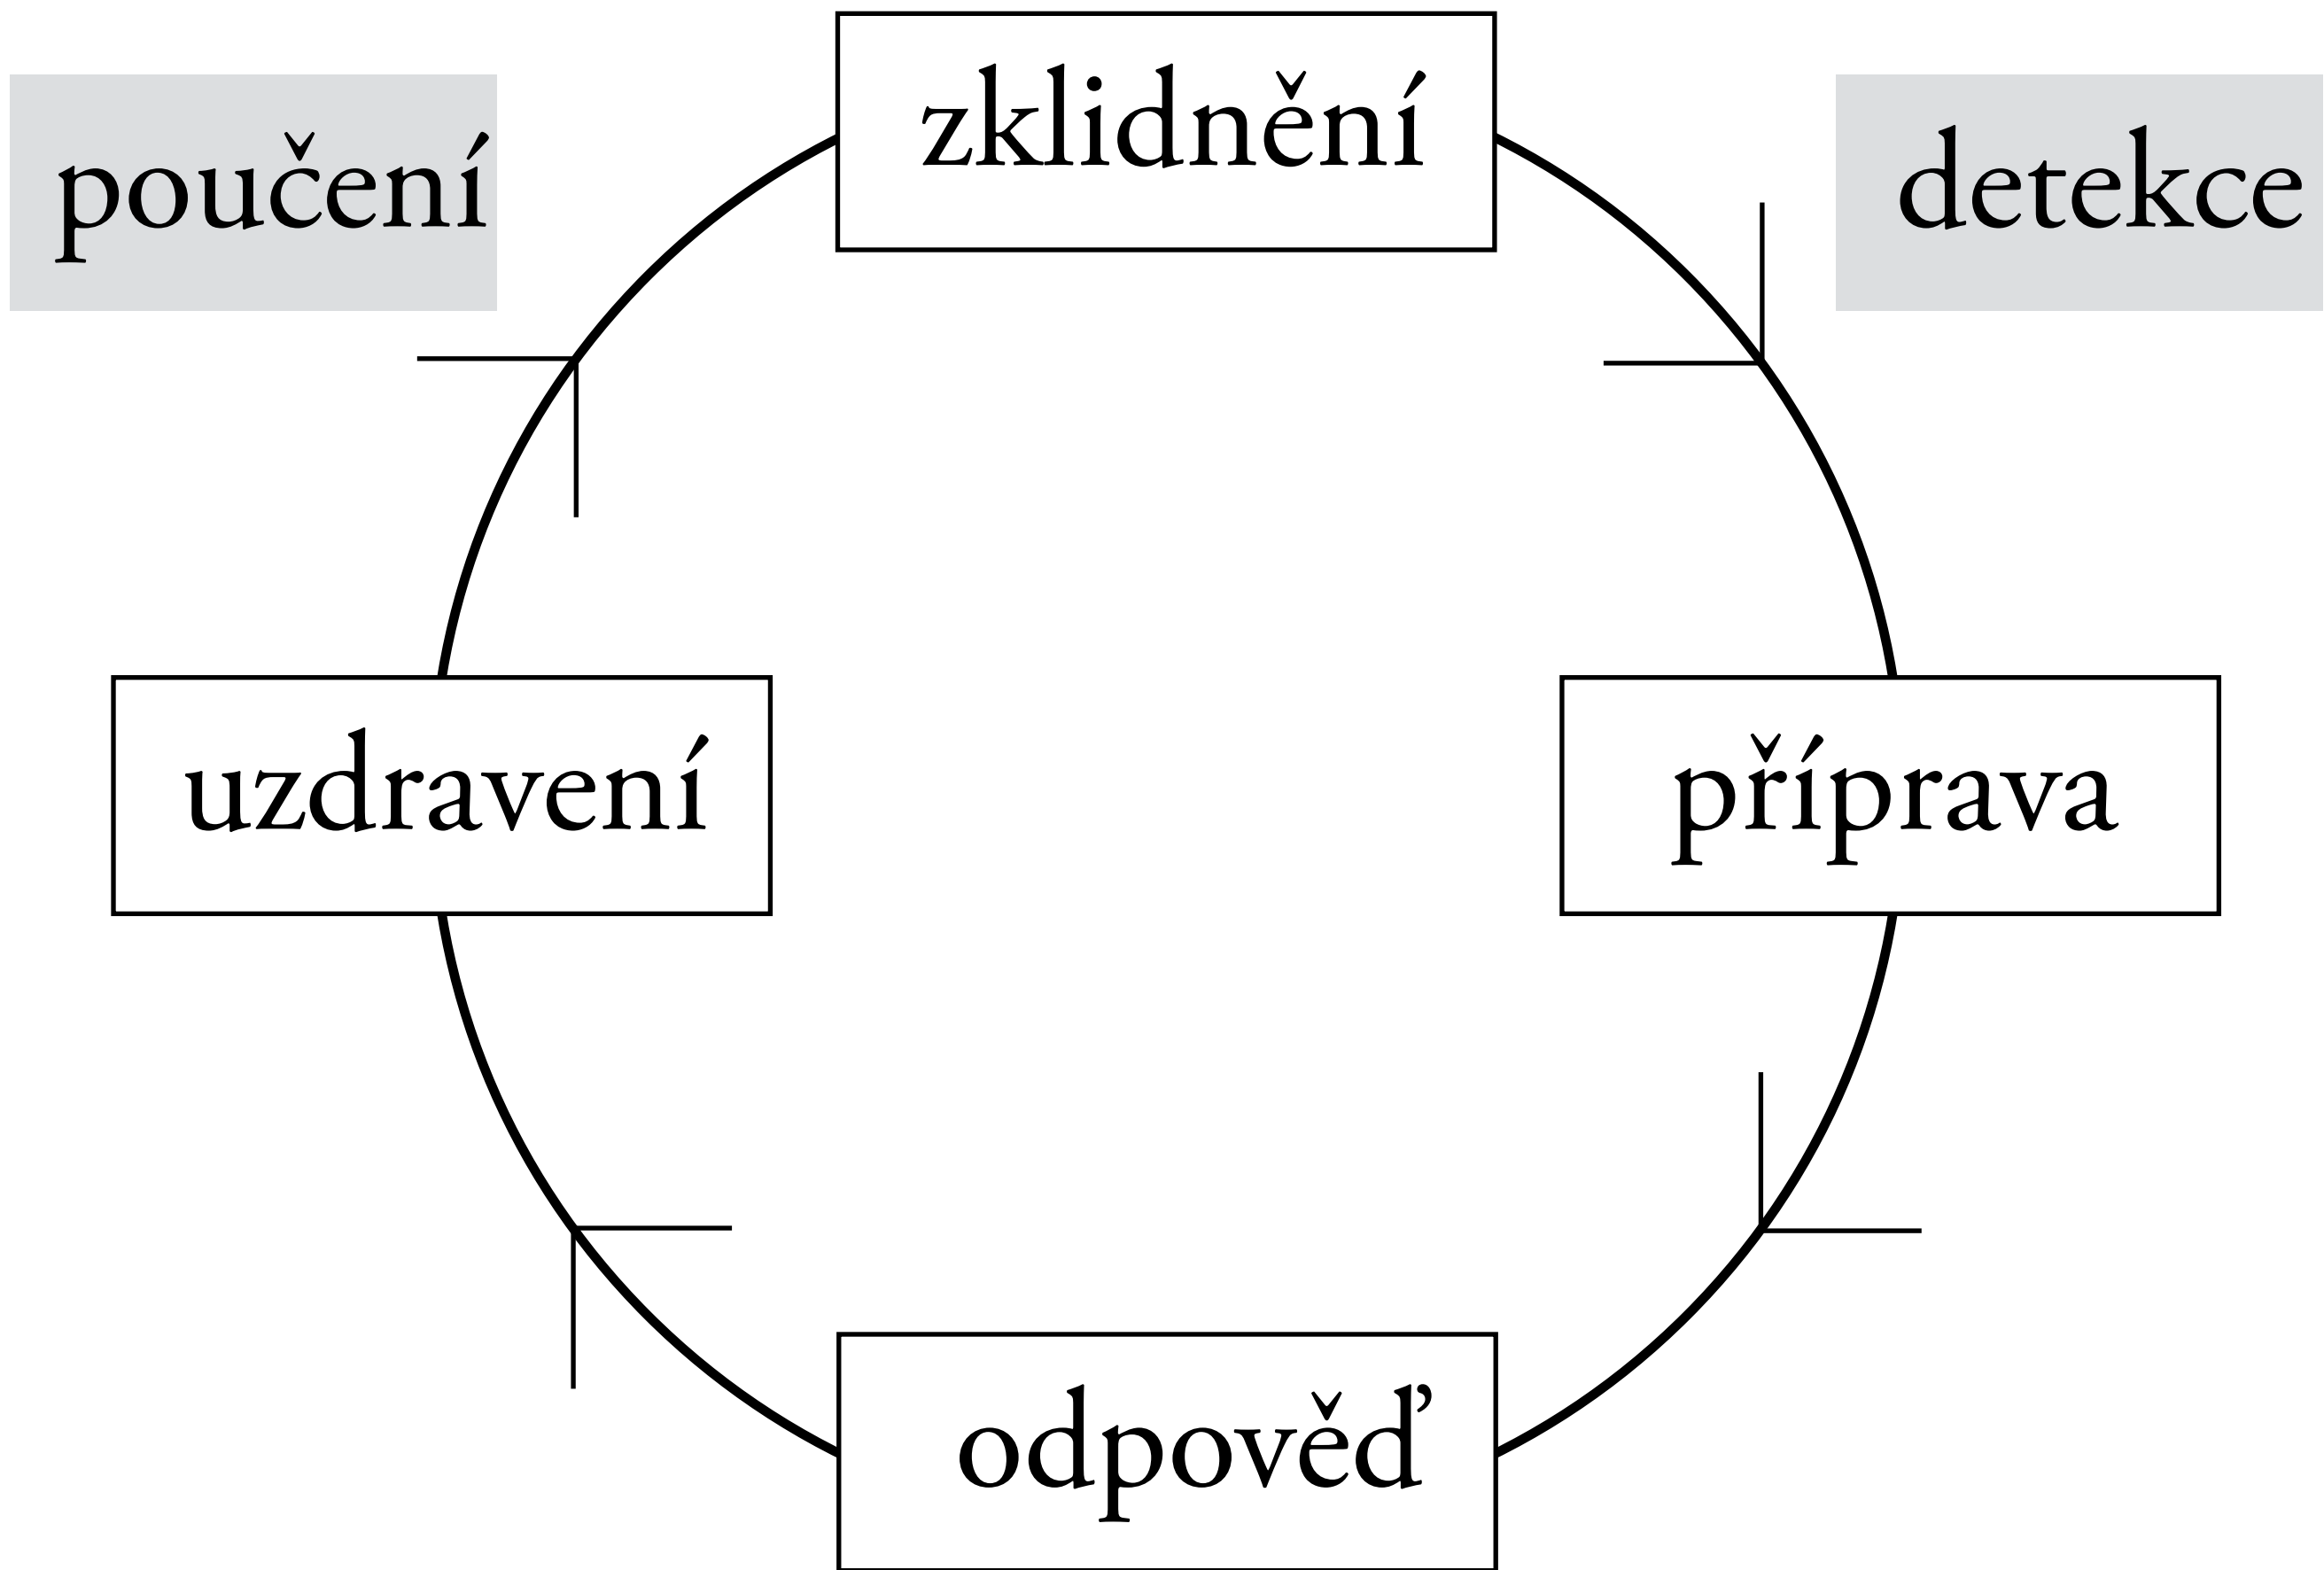 zklidnění
poučení
detekce
uzdravení
příprava
odpověď